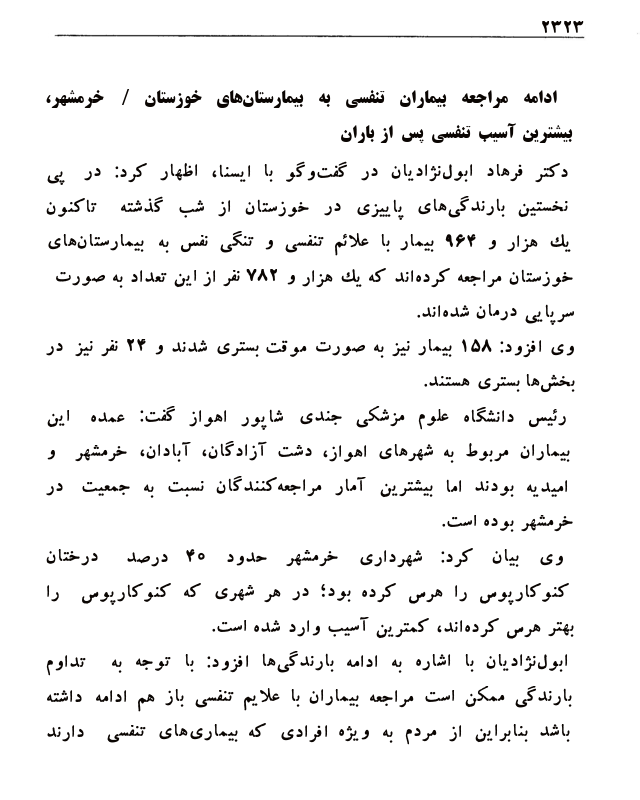 ۲۳۲۳
ادامه مراجعه بیماران تنفسی به بیمارستان‌های خوزستان / خرمشهر،
بیشترین آسیب تنفسی پس از باران
دکتر فرهاد ابول‌نژادیان در گفت‌وگو با ایسنا، اظهار کرد: در پی
نخستین بارندگی‌های پاییزی در خوزستان از شب گذشته تاکنون
یك هزار و ۹۶۴ بیمار با علائم تنفسی و تنگی نفس به بیمارستان‌های
خوزستان مراجعه کرده‌اند که یك هزار و ۷۸۲ نفر از این تعداد به صورت
سرپایی درمان شده‌اند.
وی افزود: ۱۵۸ بیمار نیز به صورت موقت بستری شدند و ۲۴ نفر نیز در
بخش‌ها بستری هستند.
رئیس دانشگاه علوم مزشکی جندی شاپور اهواز گفت: عمده این
بیماران مربوط به شهرهای اهواز، دشت آزادگان، آبادان، خرمشهر و
امیدیه بودند اما بیشترین آمار مراجعه‌کنندگان نسبت به جمعیت در
خرمشهر بوده است.
وی بیان کرد: شهرداری خرمشهر حدود ۴۰ درصد درختان
کنوکارپوس را هرس کرده بود؛ در هر شهری که کنوکارپوس را
بهتر هرس کرده‌اند، کمترین آسیب وارد شده است.
ابول‌نژادیان با اشاره به ادامه بارندگی‌ها افزود: با توجه به تداوم
بارندگی ممکن است مراجعه بیماران با علایم تنفسی باز هم ادامه داشته
باشد بنابراین از مردم به ویژه افرادی که بیماری‌های تنفسی دارند